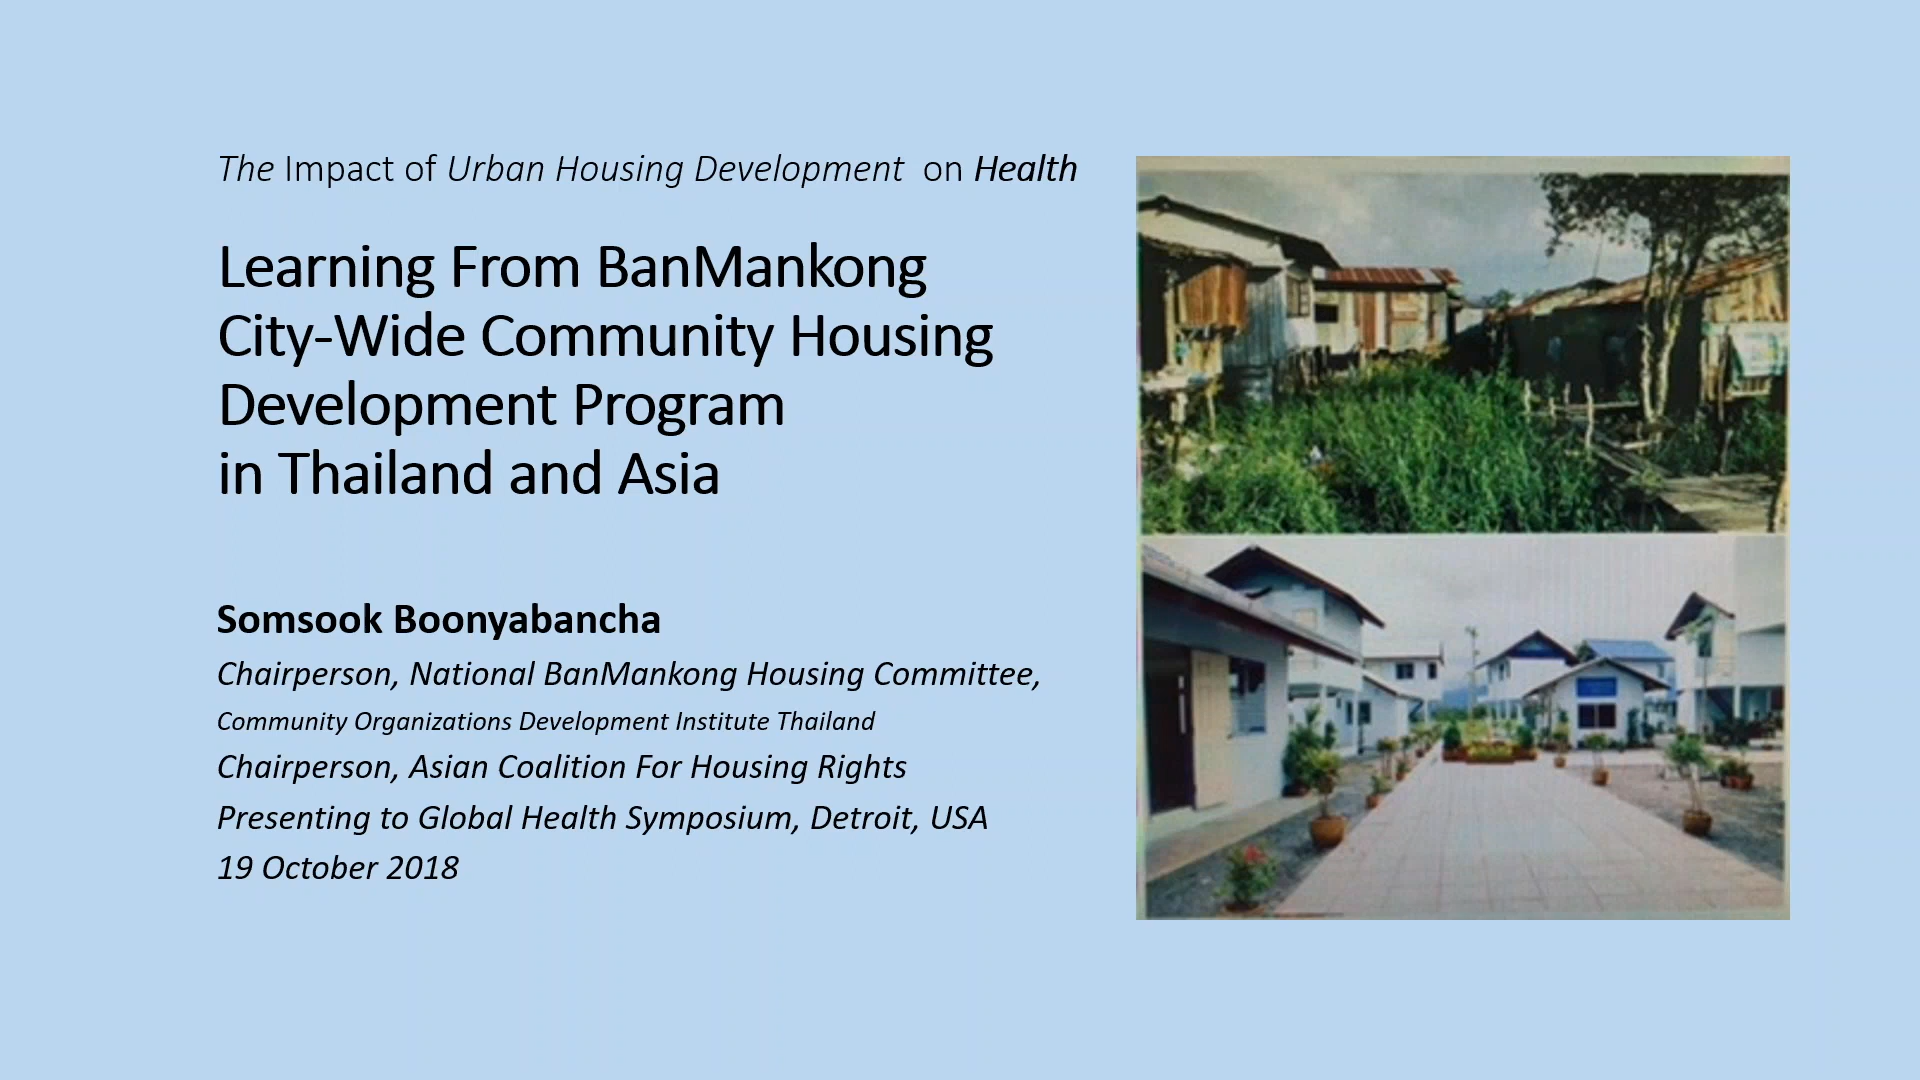 The Impact of Urban Housing Development on Health
Learning From BanMankong
City-Wide Community Housing
Development Program
in Thailand and Asia
Somsook Boonyabancha
Chairperson, National BanMankong Housing Committee,
Community Organizations Development Institute Thailand
Chairperson, Asian Coalition For Housing Rights
Presenting to Global Health Symposium, Detroit, USA
19 October 2018